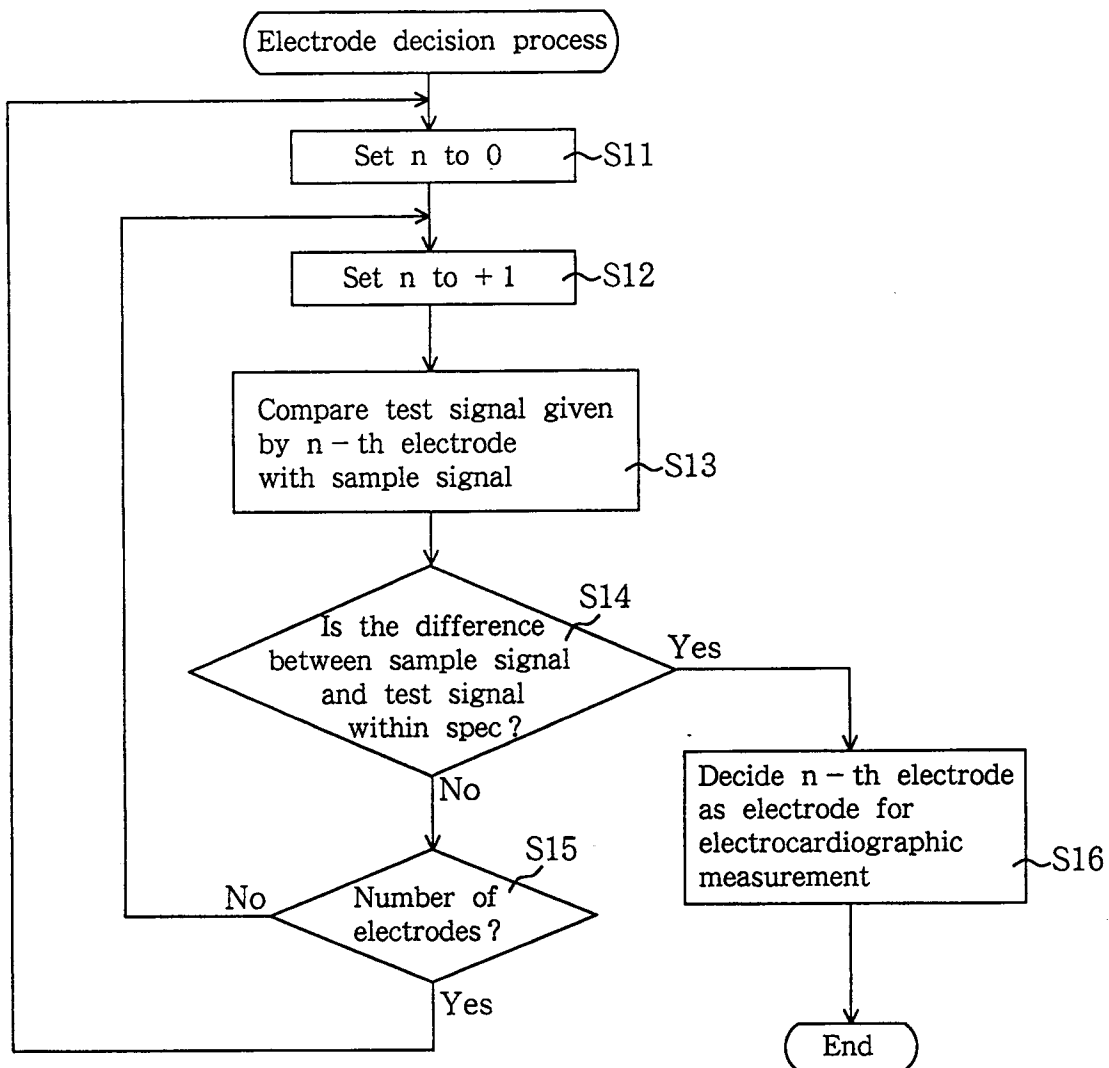 Electrode decision process
Set n to 0
S11
Set n to + 1
S12
Compare test signal given
by n - th electrode
with sample signal
S13
S14
Is the difference
between sample signal
and test signal
within spec ?
Yes
No
Decide n - th electrode
as electrode for
electrocardiographic
measurement
S16
S15
Number of
electrodes ?
No
Yes
End